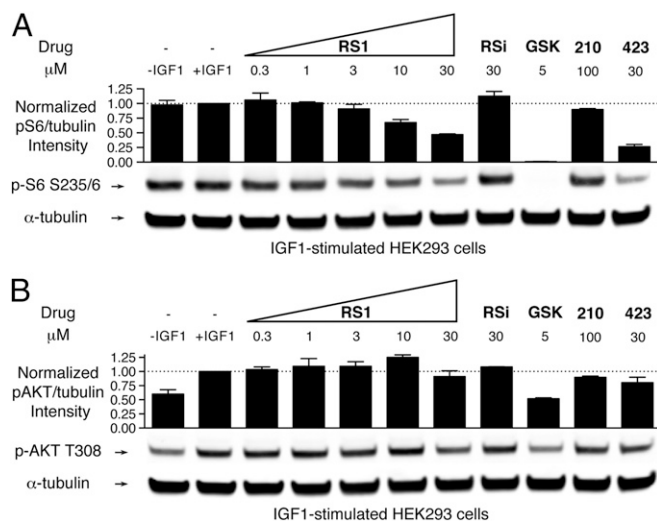 A
Drug - - RS1 RSi GSK 210 423
μM -IGF1 +IGF1 0.3 1 3 10 30 30 5 100 30
Normalized
pS6/tubulin
Intensity
1.25
1.00
0.75
0.50
0.25
0.00
p-S6 S235/6 →
α-tubulin →
IGF1-stimulated HEK293 cells
B
Drug - - RS1 RSi GSK 210 423
μM -IGF1 +IGF1 0.3 1 3 10 30 30 5 100 30
Normalized
pAKT/tubulin
Intensity
1.25
1.00
0.75
0.50
0.25
0.00
p-AKT T308 →
α-tubulin →
IGF1-stimulated HEK293 cells